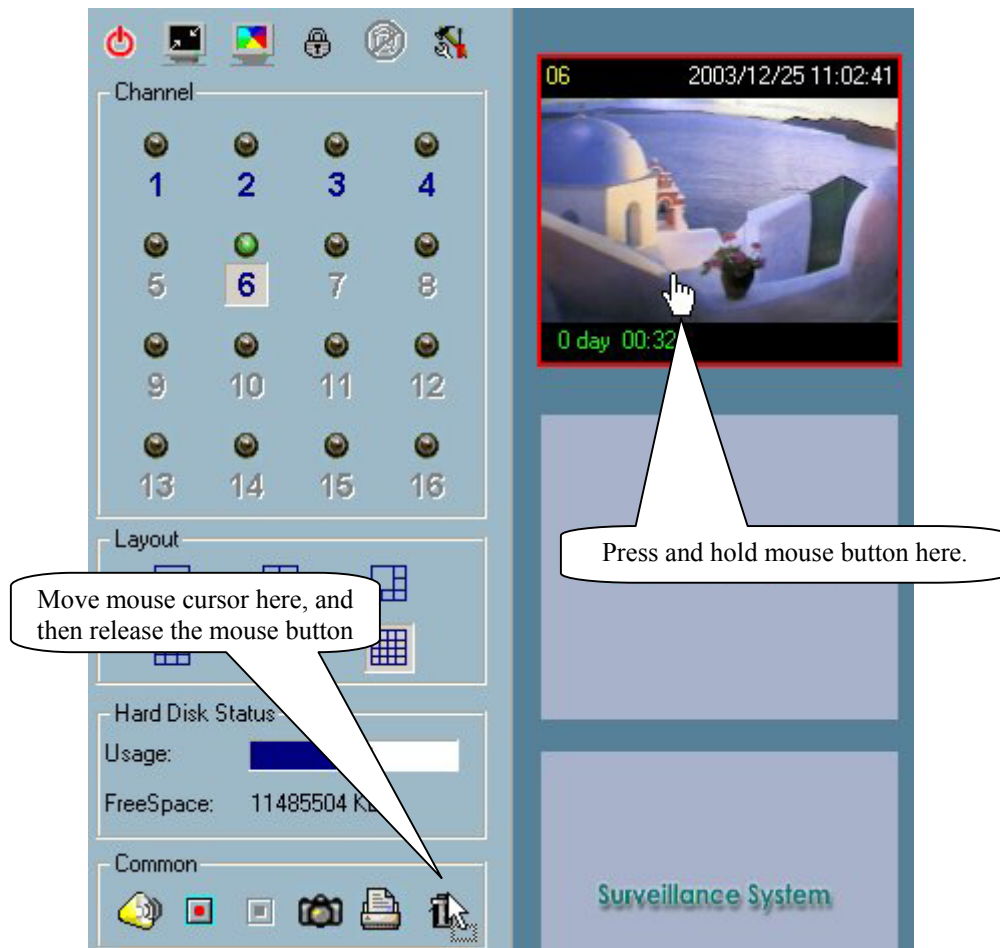 Channel
1 2 3 4
5 6 7 8
9 10 11 12
13 14 15 16
Layout
Hard Disk Status
Usage:
FreeSpace: 11485504
Common
06 2003/12/25 11:02:41
0 day 00:32
Press and hold mouse button here.
Move mouse cursor here, and
then release the mouse button
Surveillance System